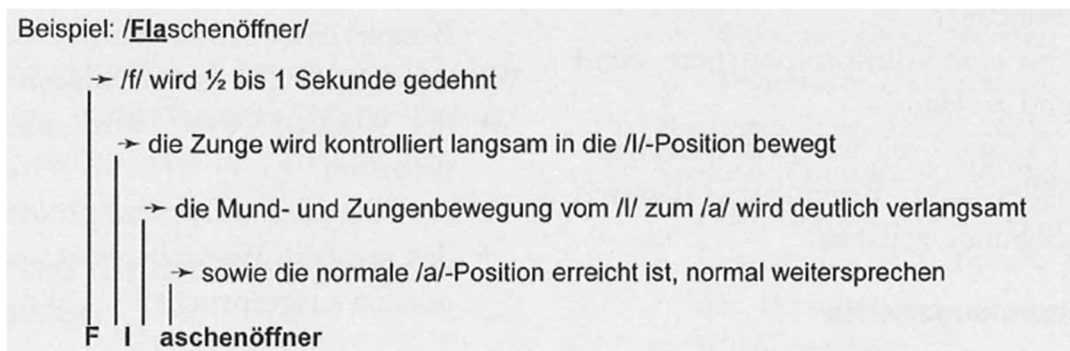 Beispiel: /Flaschenöffner/
→ /f/ wird ½ bis 1 Sekunde gedehnt
→ die Zunge wird kontrolliert langsam in die /l/-Position bewegt
→ die Mund- und Zungenbewegung vom /l/ zum /a/ wird deutlich verlangsamt
→ sowie die normale /a/-Position erreicht ist, normal weitersprechen
F l aschenöffner